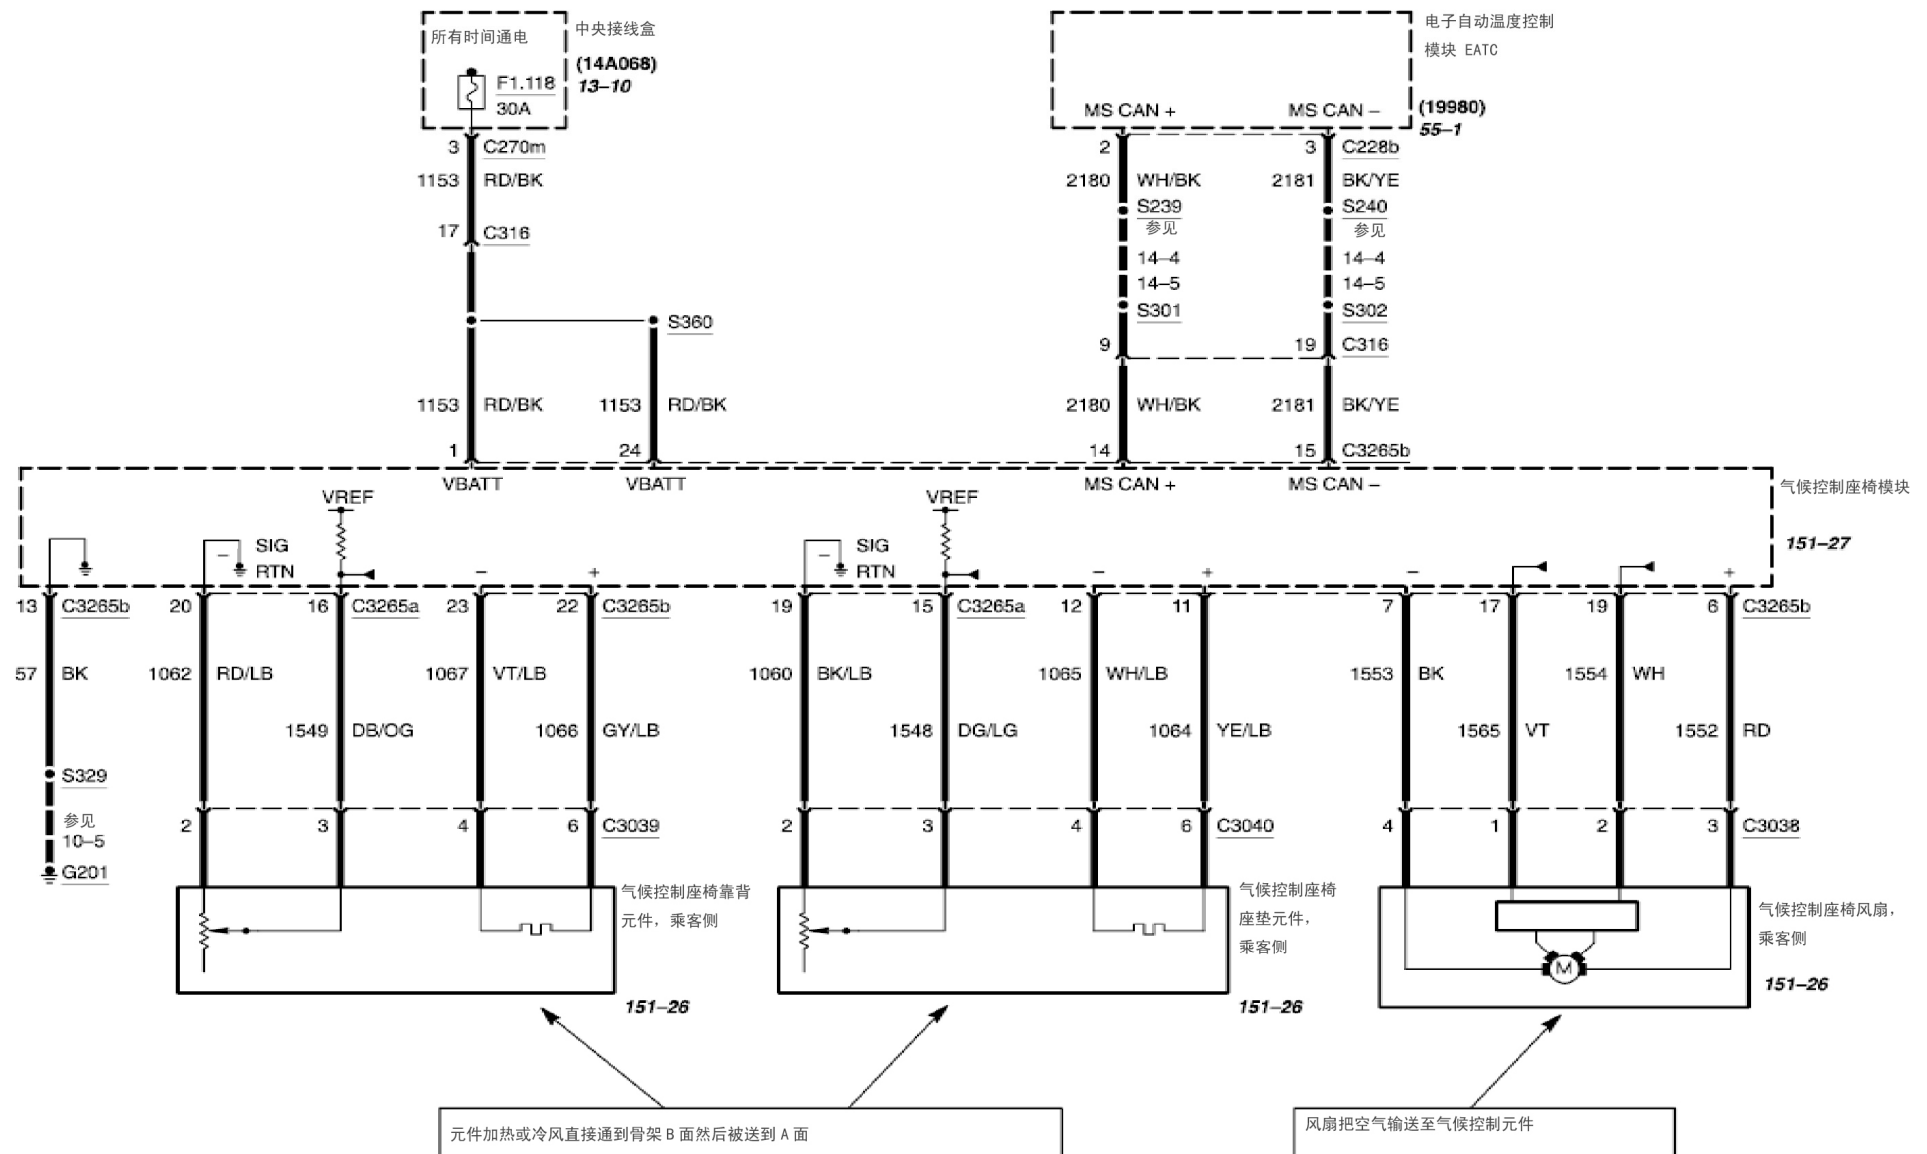 所有时间通电
中央接线盒
(14A068)
13–10
F1.118
30A
电子自动温度控制
模块 EATC
MS CAN +
MS CAN –
(19980)
55–1
3
C270m
2
3
C228b
1153
RD/BK
2180
WH/BK
2181
BK/YE
S239
参见
S240
参见
17
C316
14–4
14–5
S301
14–4
14–5
S302
S360
9
19
C316
1153
RD/BK
1153
RD/BK
2180
WH/BK
2181
BK/YE
1
24
14
15
C3265b
VBATT
VBATT
MS CAN +
MS CAN –
气候控制座椅模块
151–27
VREF
VREF
–
SIG
RTN
–
+
–
SIG
RTN
–
+
–
+
13
C3265b
20
16
C3265a
23
22
C3265b
19
15
C3265a
12
11
7
17
19
6
C3265b
57
BK
1062
RD/LB
1067
VT/LB
1060
BK/LB
1065
WH/LB
1553
BK
1554
WH
1549
DB/OG
1066
GY/LB
1548
DG/LG
1064
YE/LB
1565
VT
1552
RD
S329
参见
10–5
G201
2
3
4
6
C3039
2
3
4
6
C3040
4
1
2
3
C3038
气候控制座椅靠背
元件，乘客侧
151–26
气候控制座椅
座垫元件，
乘客侧
151–26
M
气候控制座椅风扇，
乘客侧
151–26
元件加热或冷风直接通到骨架 B 面然后被送到 A 面
风扇把空气输送至气候控制元件